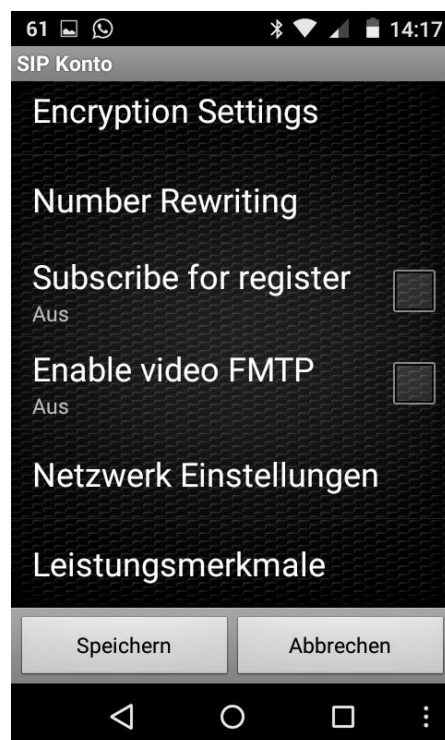 61 14:17
SIP Konto
Encryption Settings
Number Rewriting
Subscribe for register
Aus
Enable video FMTP
Aus
Netzwerk Einstellungen
Leistungsmerkmale
Speichern Abbrechen